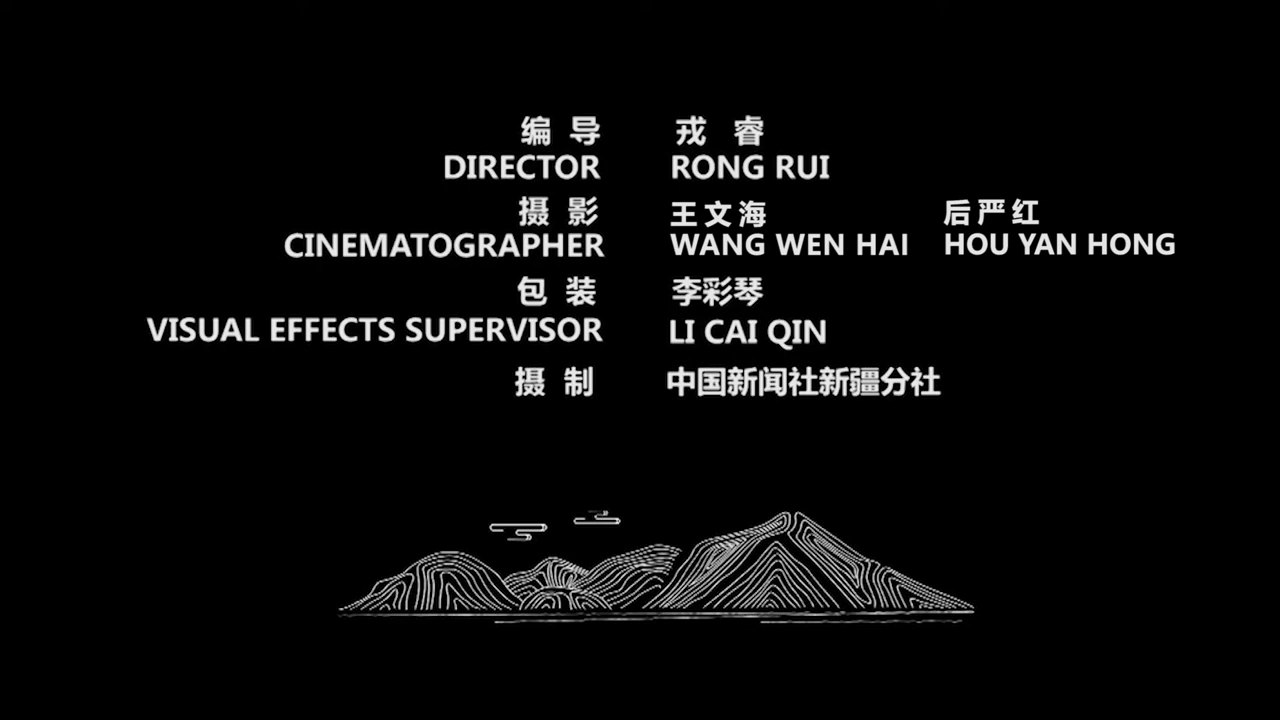 编 导 戎 睿
DIRECTOR RONG RUI
摄 影 王文海 后严红
CINEMATOGRAPHER WANG WEN HAI HOU YAN HONG
包 装 李彩琴
VISUAL EFFECTS SUPERVISOR LI CAI QIN
摄 制 中国新闻社新疆分社